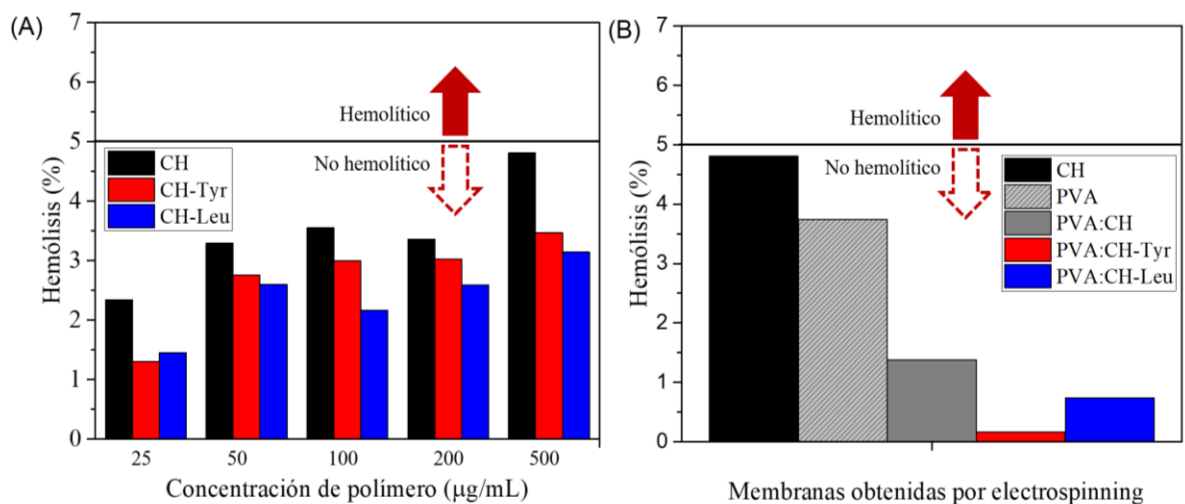 (A)
7
6
5
4
3
2
1
0
Hemólisis (%)
Hemolítico
No hemolítico
CH
CH-Tyr
CH-Leu
25 50 100 200 500
Concentración de polímero (μg/mL)
(B)
7
6
5
4
3
2
1
0
Hemólisis (%)
Hemolítico
No hemolítico
CH
PVA
PVA:CH
PVA:CH-Tyr
PVA:CH-Leu
Membranas obtenidas por electrospinning